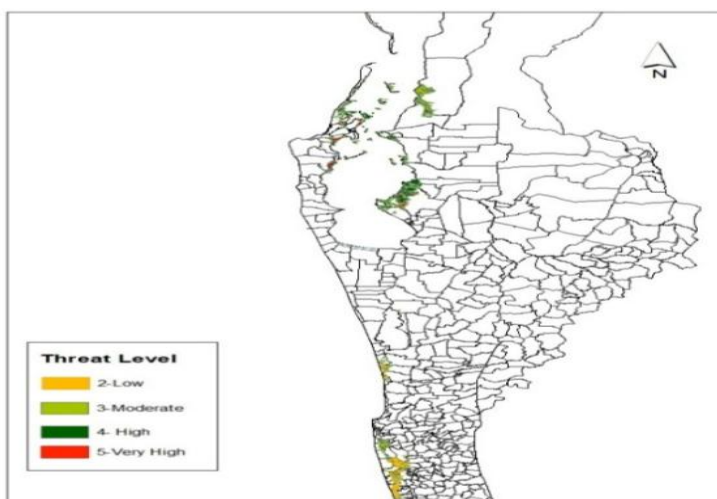 N
Threat Level
2-Low
3-Moderate
4- High
5-Very High